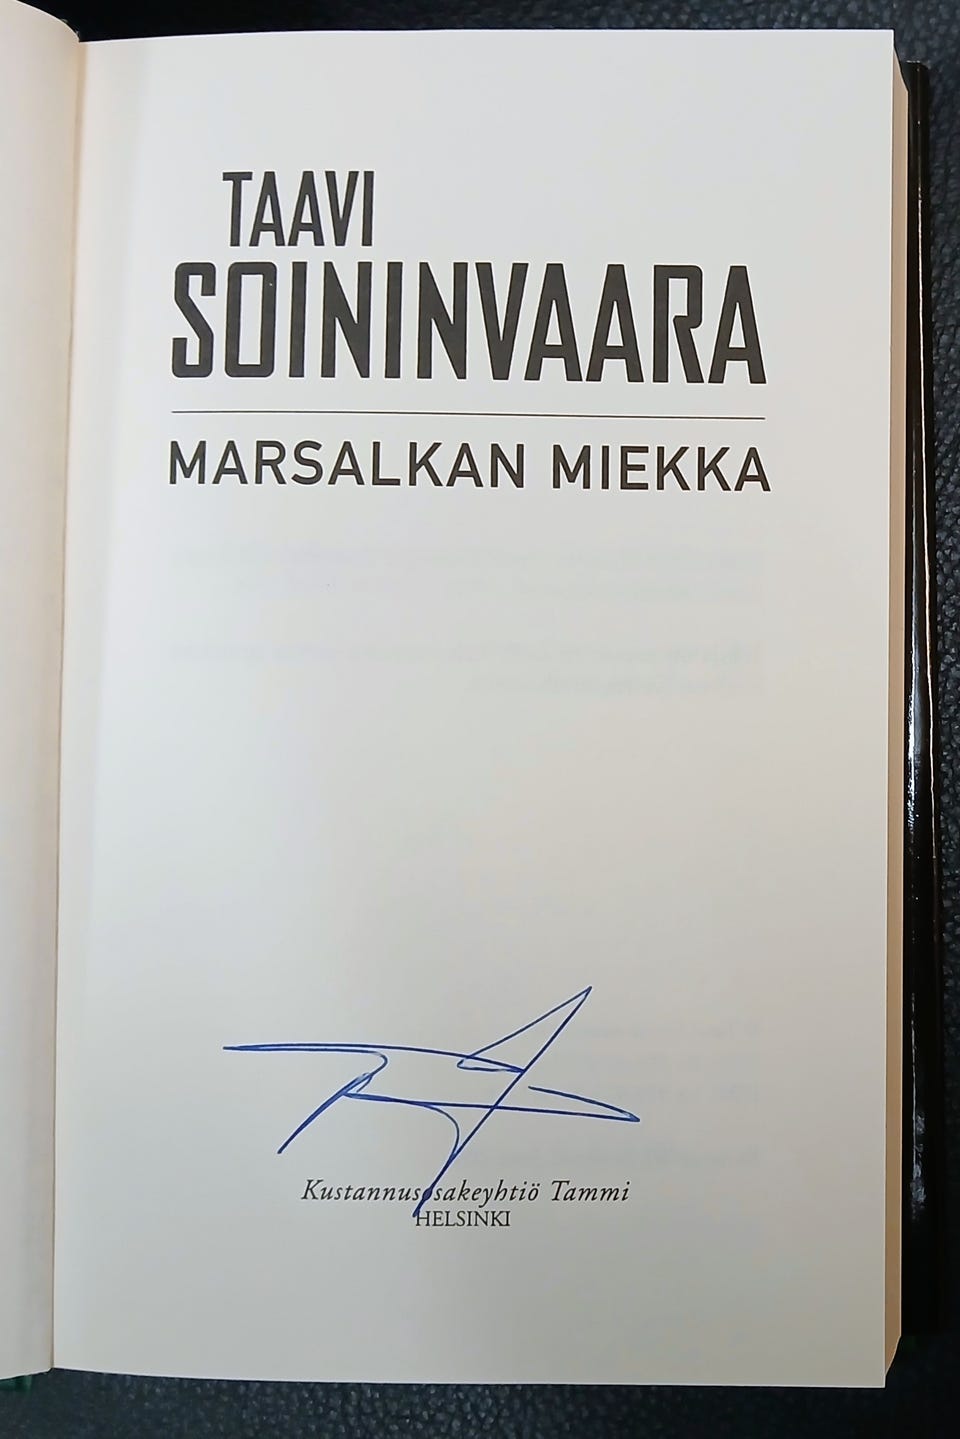 TAAVI
SOININVAARA
MARSALKAN MIEKKA
Kustannusosakeyhtiö Tammi
HELSINKI